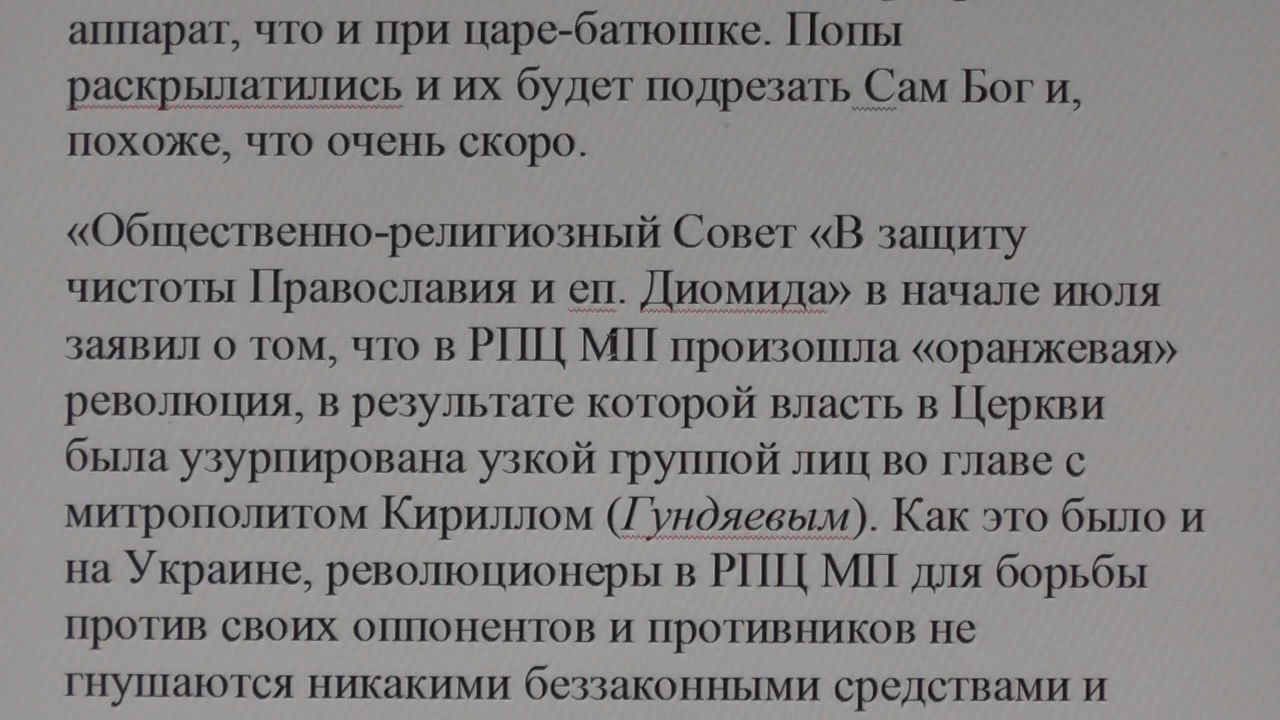 аппарат, что и при царе-батюшке. Попы
раскрылатились и их будет подрезать Сам Бог и,
похоже, что очень скоро.
«Общественно-религиозный Совет «В защиту
чистоты Православия и еп. Диомида» в начале июля
заявил о том, что в РПЦ МП произошла «оранжевая»
революция, в результате которой власть в Церкви
была узурпирована узкой группой лиц во главе с
митрополитом Кириллом (Гундяевым). Как это было и
на Украине, революционеры в РПЦ МП для борьбы
против своих оппонентов и противников не
гнушаются никакими беззаконными средствами и